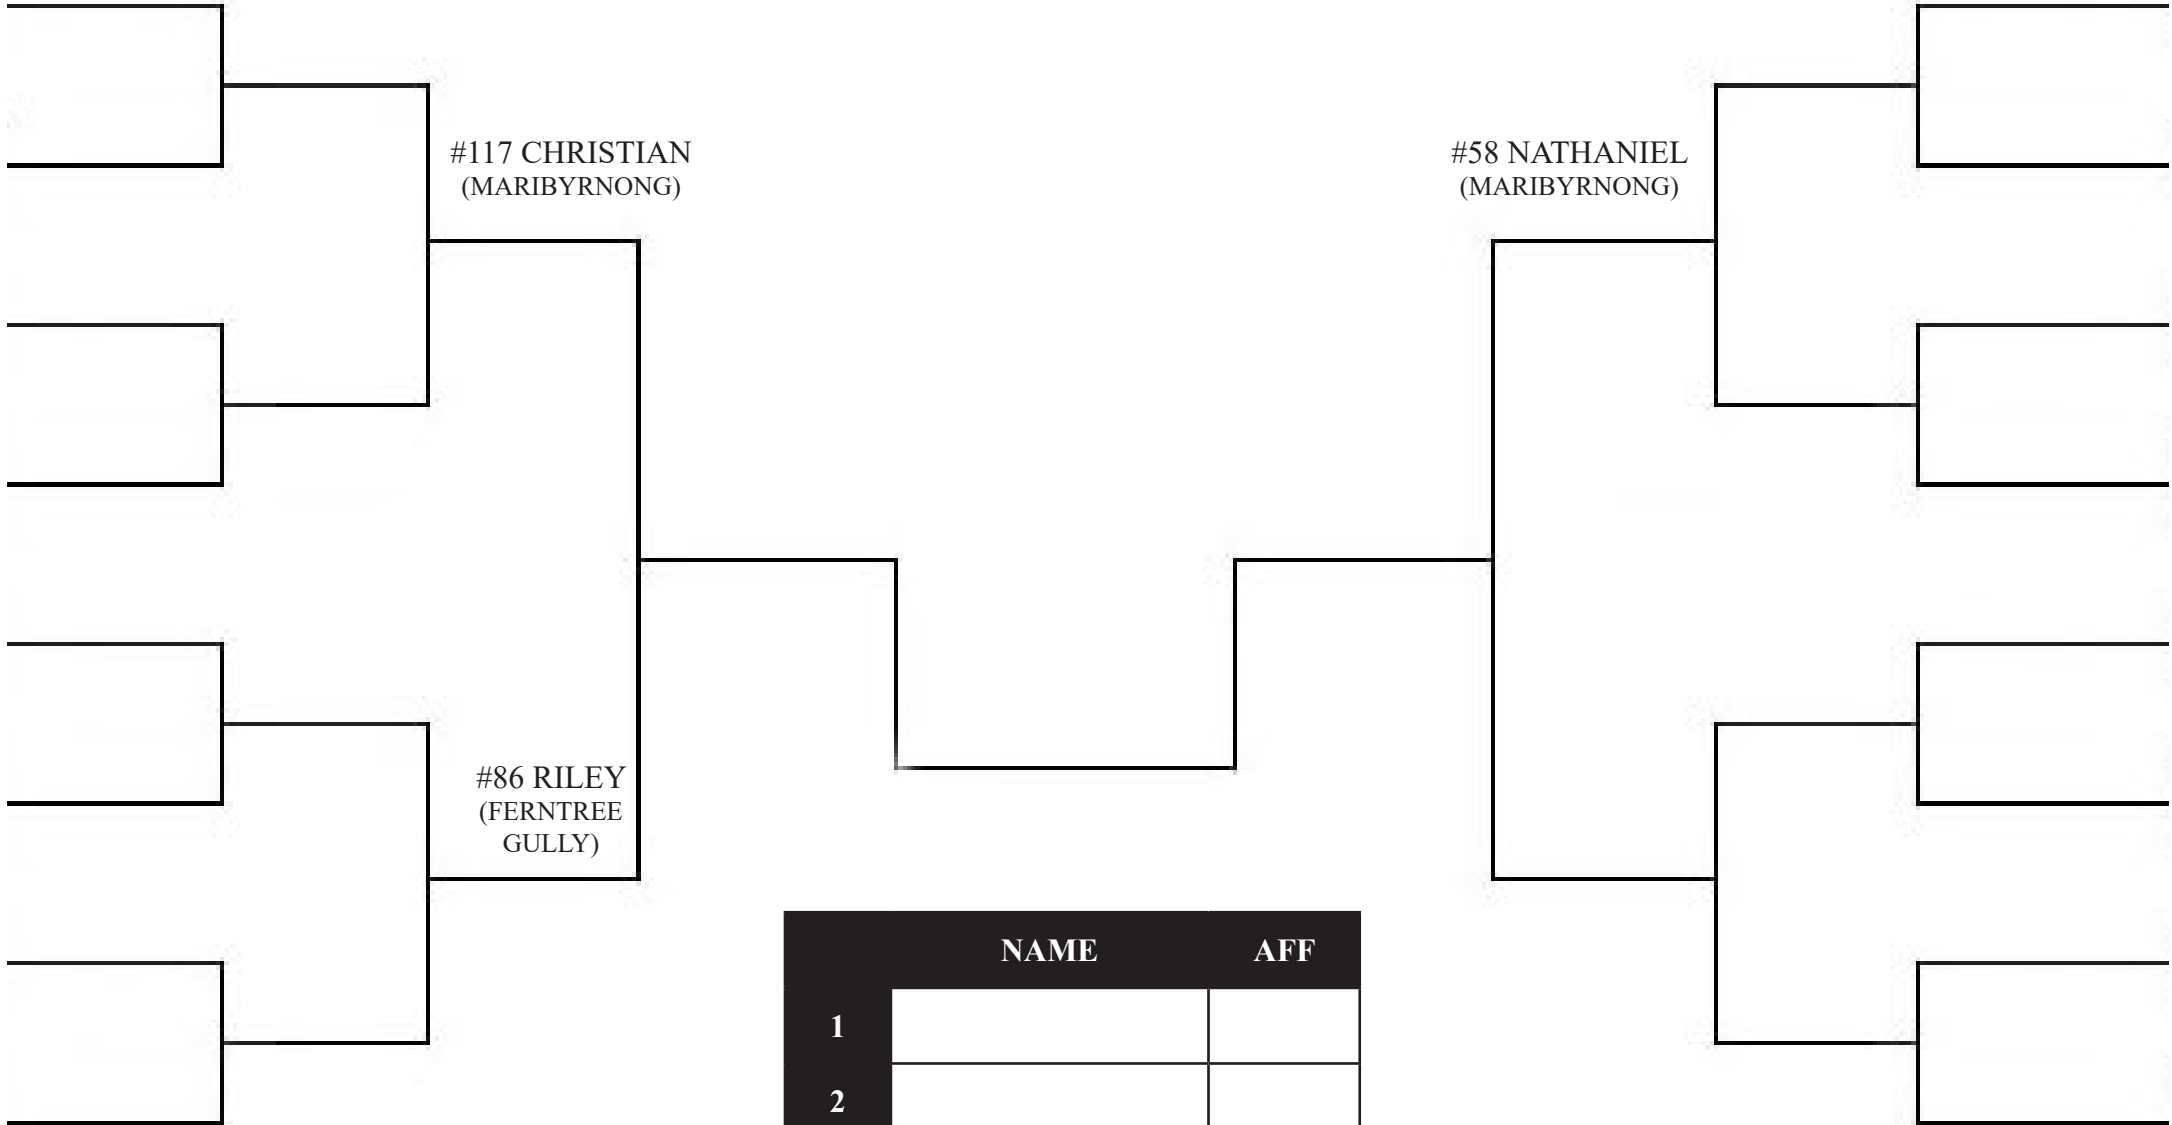 #117 CHRISTIAN
(MARIBYRNONG)
#58 NATHANIEL
(MARIBYRNONG)
#86 RILEY
(FERNTREE
GULLY)
NAME AFF
1
2